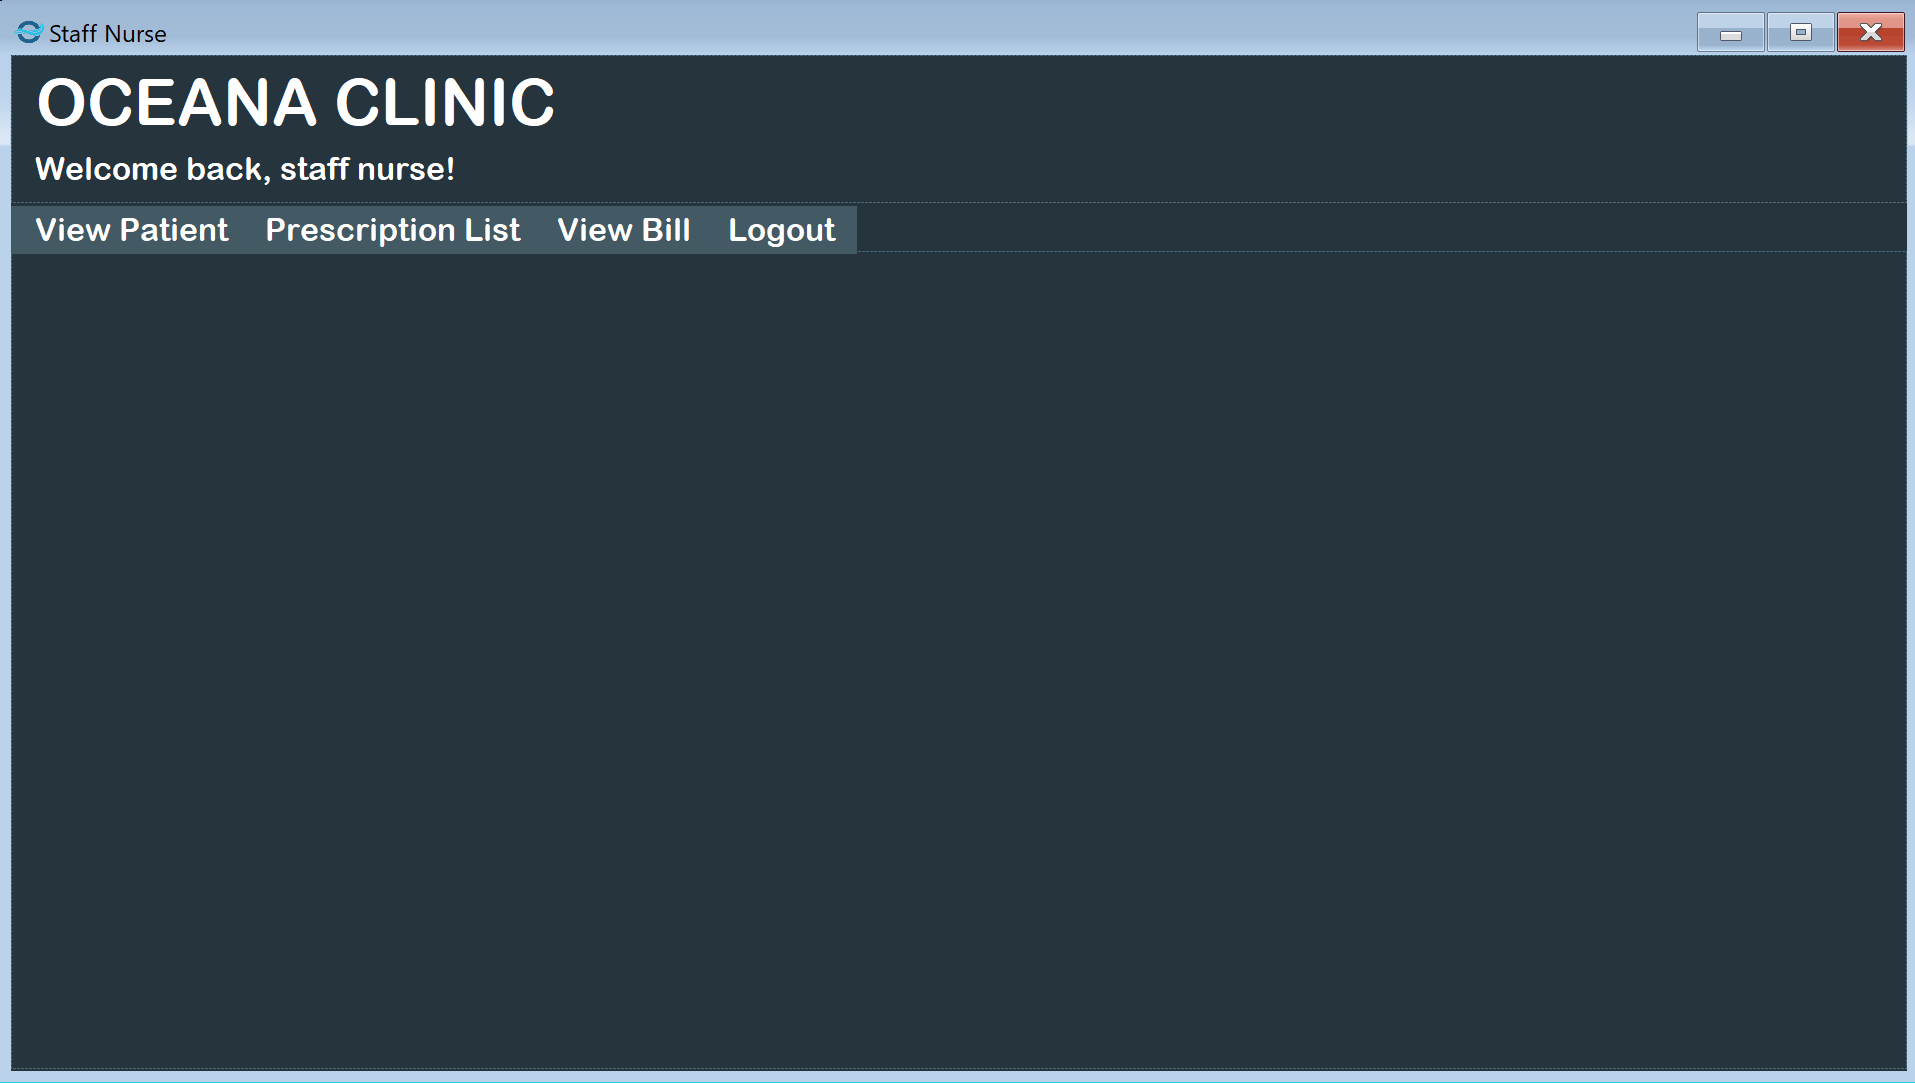 Staff Nurse
OCEANA CLINIC
Welcome back, staff nurse!
View Patient Prescription List View Bill Logout